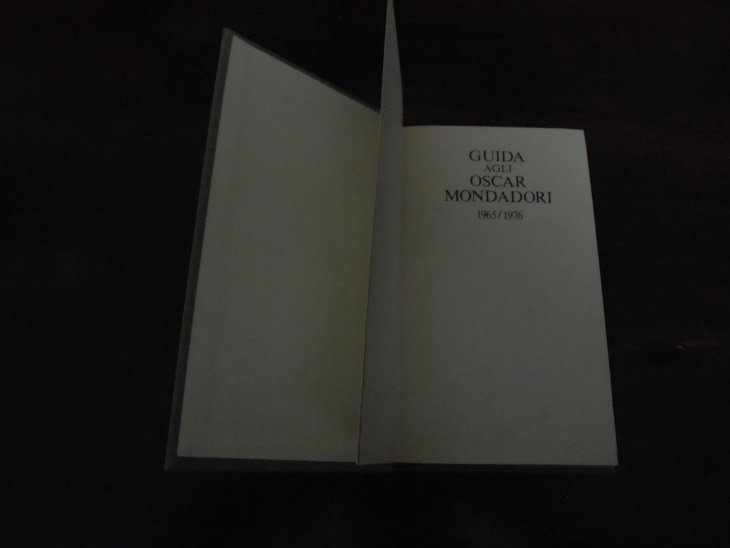 GUIDA
AGLI
OSCAR
MONDADORI
1965/1976